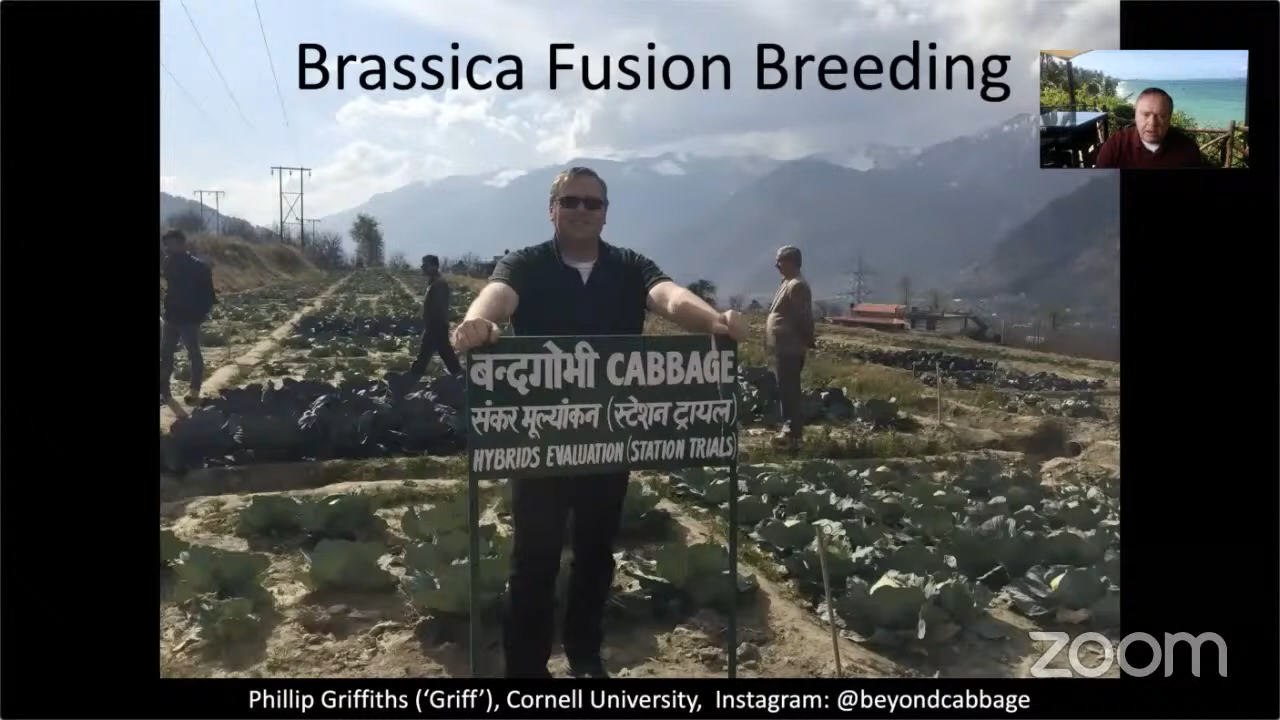 Brassica Fusion Breeding
बन्दगोभी CABBAGE
संकर मूल्यांकन (स्टेशन ट्रायल)
HYBRIDS EVALUATION (STATION TRIALS)
zoom
Phillip Griffiths (‘Griff’), Cornell University, Instagram: @beyondcabbage